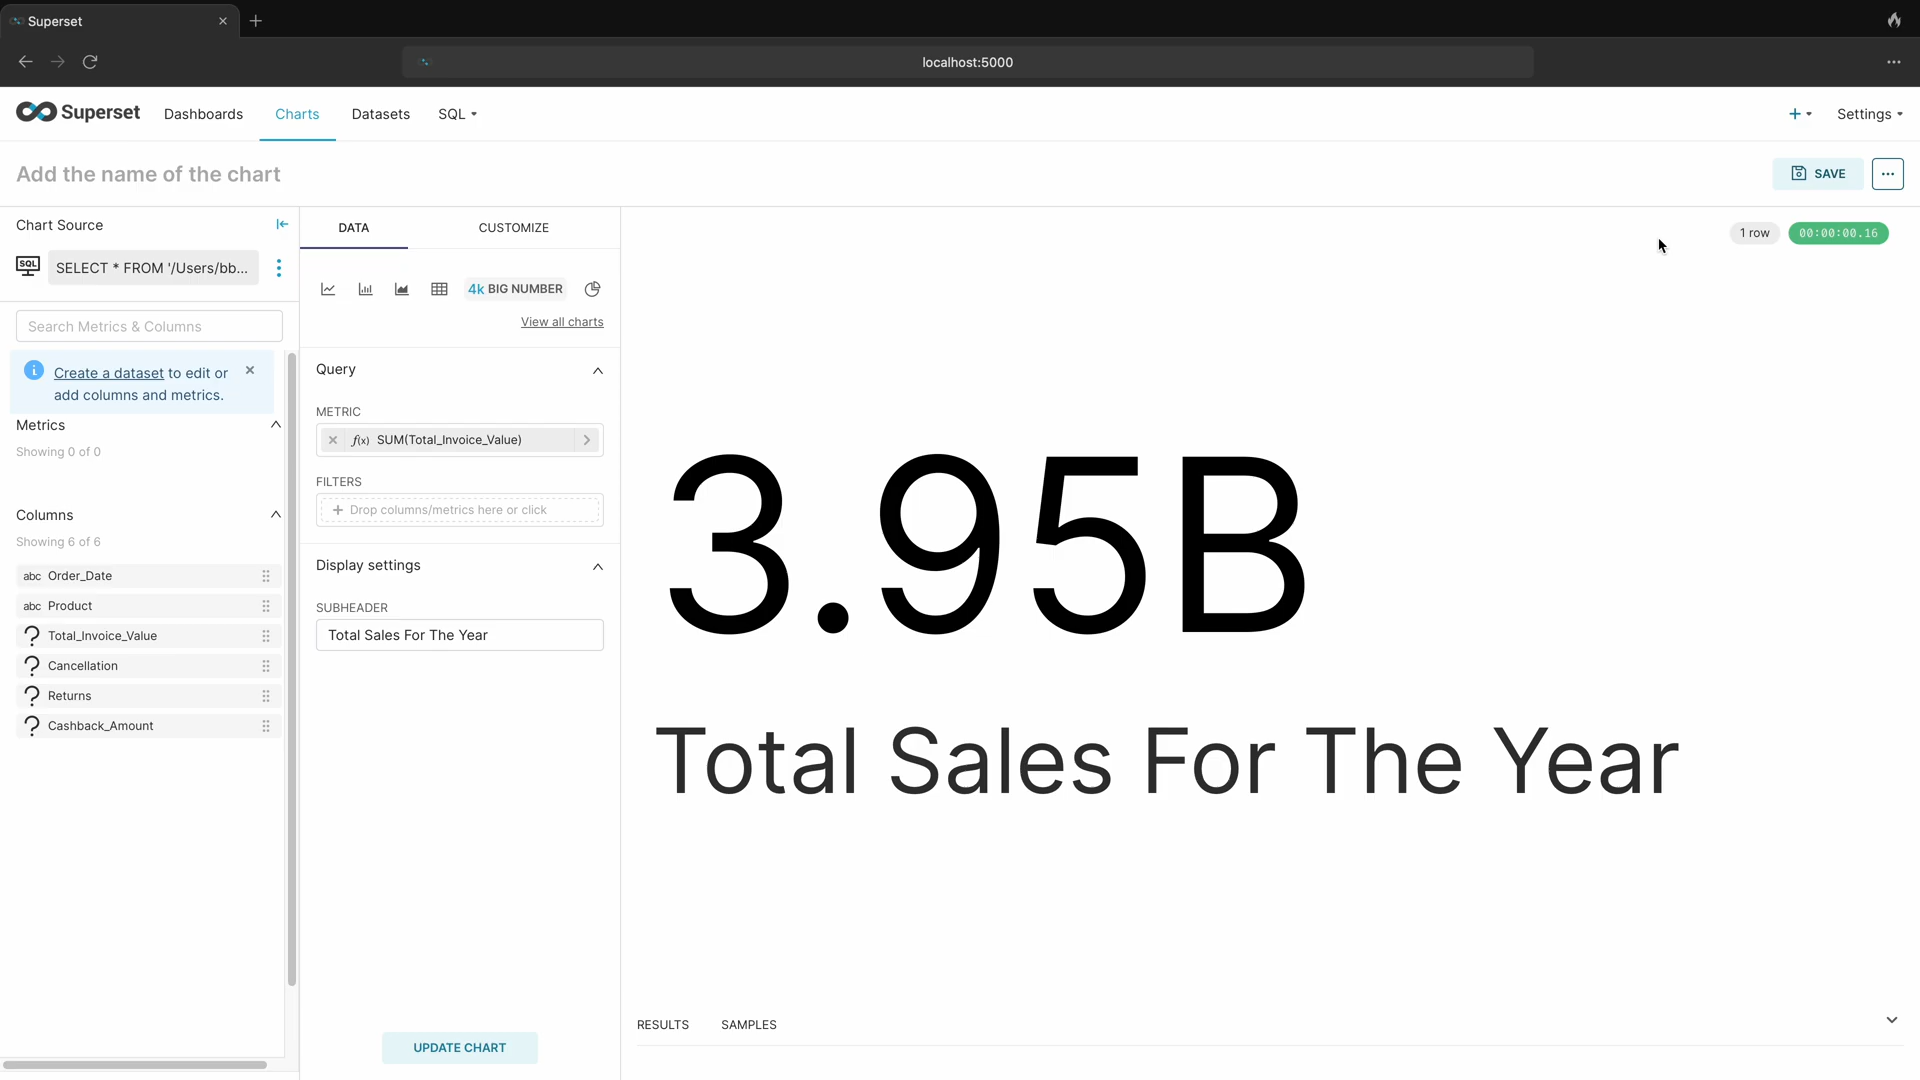 Superset
localhost:5000
Superset Dashboards Charts Datasets SQL Settings
Add the name of the chart
SAVE
Chart Source
SQL SELECT * FROM '/Users/bb...
Search Metrics & Columns
Create a dataset to edit or
add columns and metrics.
Metrics
Showing 0 of 0
Columns
Showing 6 of 6
abc Order_Date
abc Product
? Total_Invoice_Value
? Cancellation
? Returns
? Cashback_Amount
DATA CUSTOMIZE
4k BIG NUMBER
View all charts
Query
METRIC
f(x) SUM(Total_Invoice_Value)
FILTERS
+ Drop columns/metrics here or click
Display settings
SUBHEADER
Total Sales For The Year
UPDATE CHART
1 row 00:00:00.16
3.95B
Total Sales For The Year
RESULTS SAMPLES